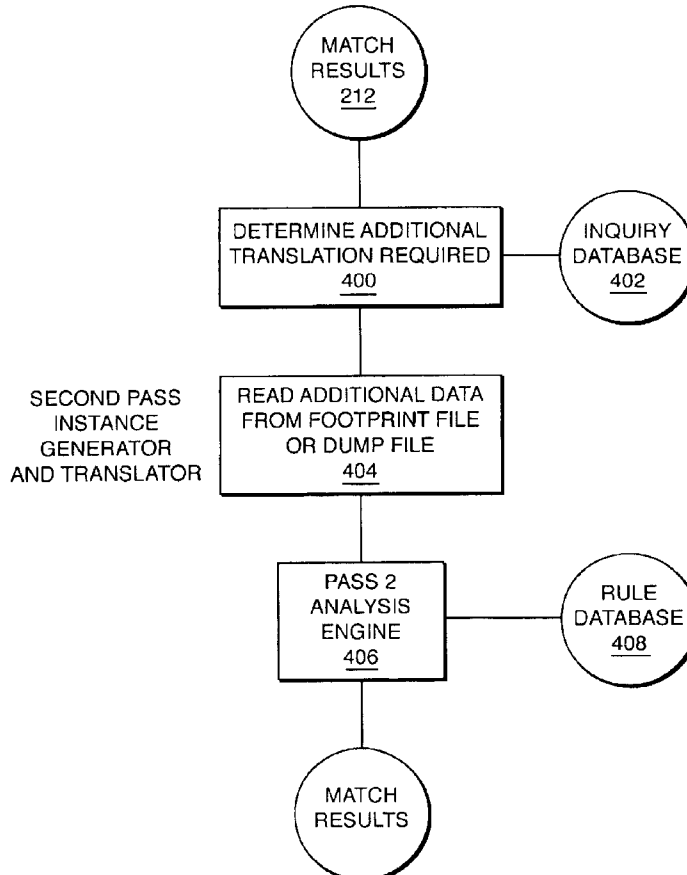 MATCH
RESULTS
212
DETERMINE ADDITIONAL
TRANSLATION REQUIRED
400
INQUIRY
DATABASE
402
SECOND PASS
INSTANCE
GENERATOR
AND TRANSLATOR
READ ADDITIONAL DATA
FROM FOOTPRINT FILE
OR DUMP FILE
404
PASS 2
ANALYSIS
ENGINE
406
RULE
DATABASE
408
MATCH
RESULTS